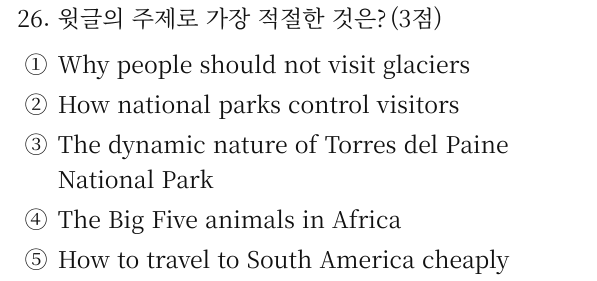 26. 윗글의 주제로 가장 적절한 것은? (3점)
① Why people should not visit glaciers
② How national parks control visitors
③ The dynamic nature of Torres del Paine
National Park
④ The Big Five animals in Africa
⑤ How to travel to South America cheaply